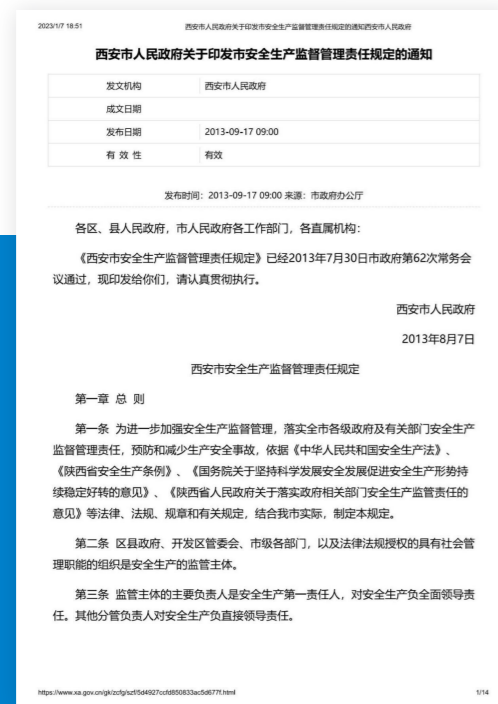 2023/1/7 18:51 西安市人民政府关于印发市安全生产监督管理责任规定的通知西安市人民政府
西安市人民政府关于印发市安全生产监督管理责任规定的通知
发文机构 西安市人民政府
成文日期
发布日期 2013-09-17 09:00
有 效 性 有效
发布时间：2013-09-17 09:00 来源：市政府办公厅
各区、县人民政府，市人民政府各工作部门，各直属机构：
《西安市安全生产监督管理责任规定》已经2013年7月30日市政府第62次常务会
议通过，现印发给你们，请认真贯彻执行。
西安市人民政府
2013年8月7日
西安市安全生产监督管理责任规定
第一章 总 则
第一条 为进一步加强安全生产监督管理，落实全市各级政府及有关部门安全生产
监督管理责任，预防和减少生产安全事故，依据《中华人民共和国安全生产法》、
《陕西省安全生产条例》、《国务院关于坚持科学发展安全发展促进安全生产形势持
续稳定好转的意见》、《陕西省人民政府关于落实政府相关部门安全生产监管责任的
意见》等法律、法规、规章和有关规定，结合我市实际，制定本规定。
第二条 区县政府、开发区管委会、市级各部门，以及法律法规授权的具有社会管
理职能的组织是安全生产的监管主体。
第三条 监管主体的主要负责人是安全生产第一责任人，对安全生产负全面领导责
任。其他分管负责人对安全生产负直接领导责任。
https://www.xa.gov.cn/gk/zcfg/szf/5d4927ccfd850833ac5d677f.html 1/14